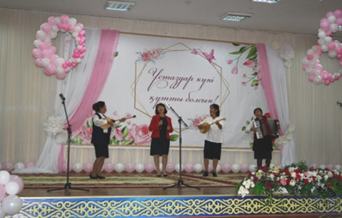 Ұстаздар күні
құтты болсын!